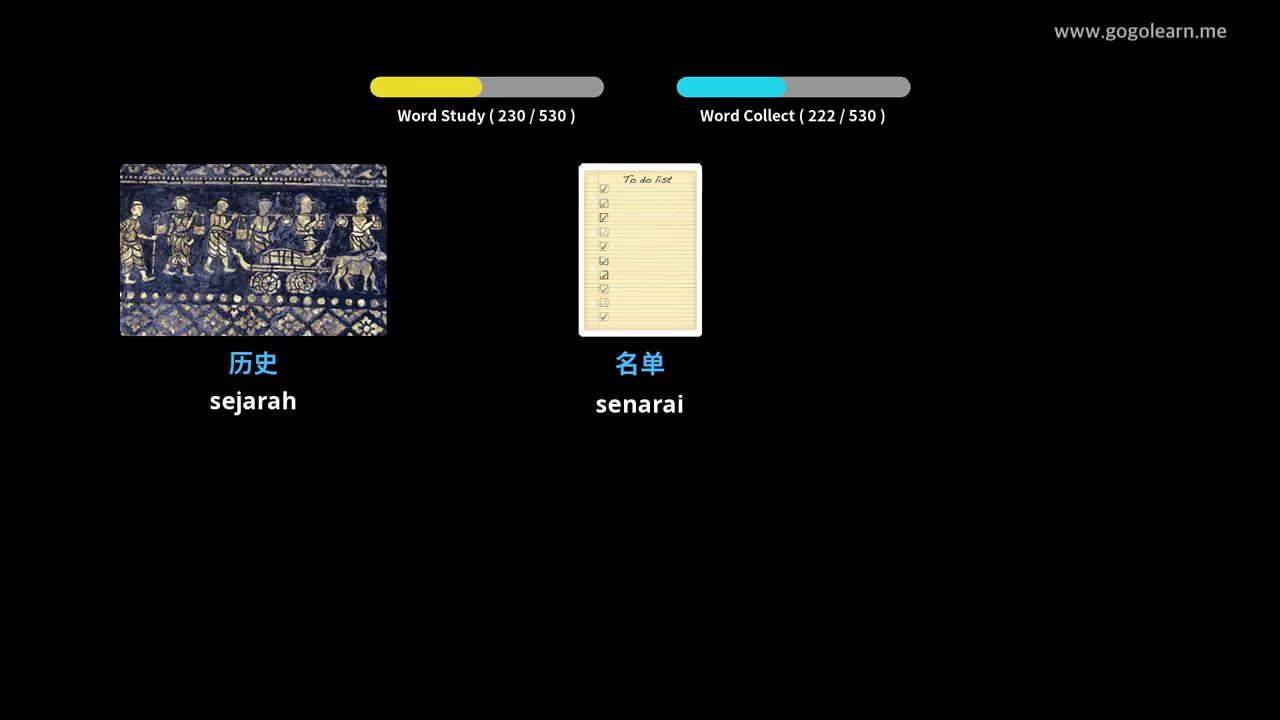 www.gogolearn.me
Word Study ( 230 / 530 )
Word Collect ( 222 / 530 )
To do list
历史
名单
sejarah
senarai